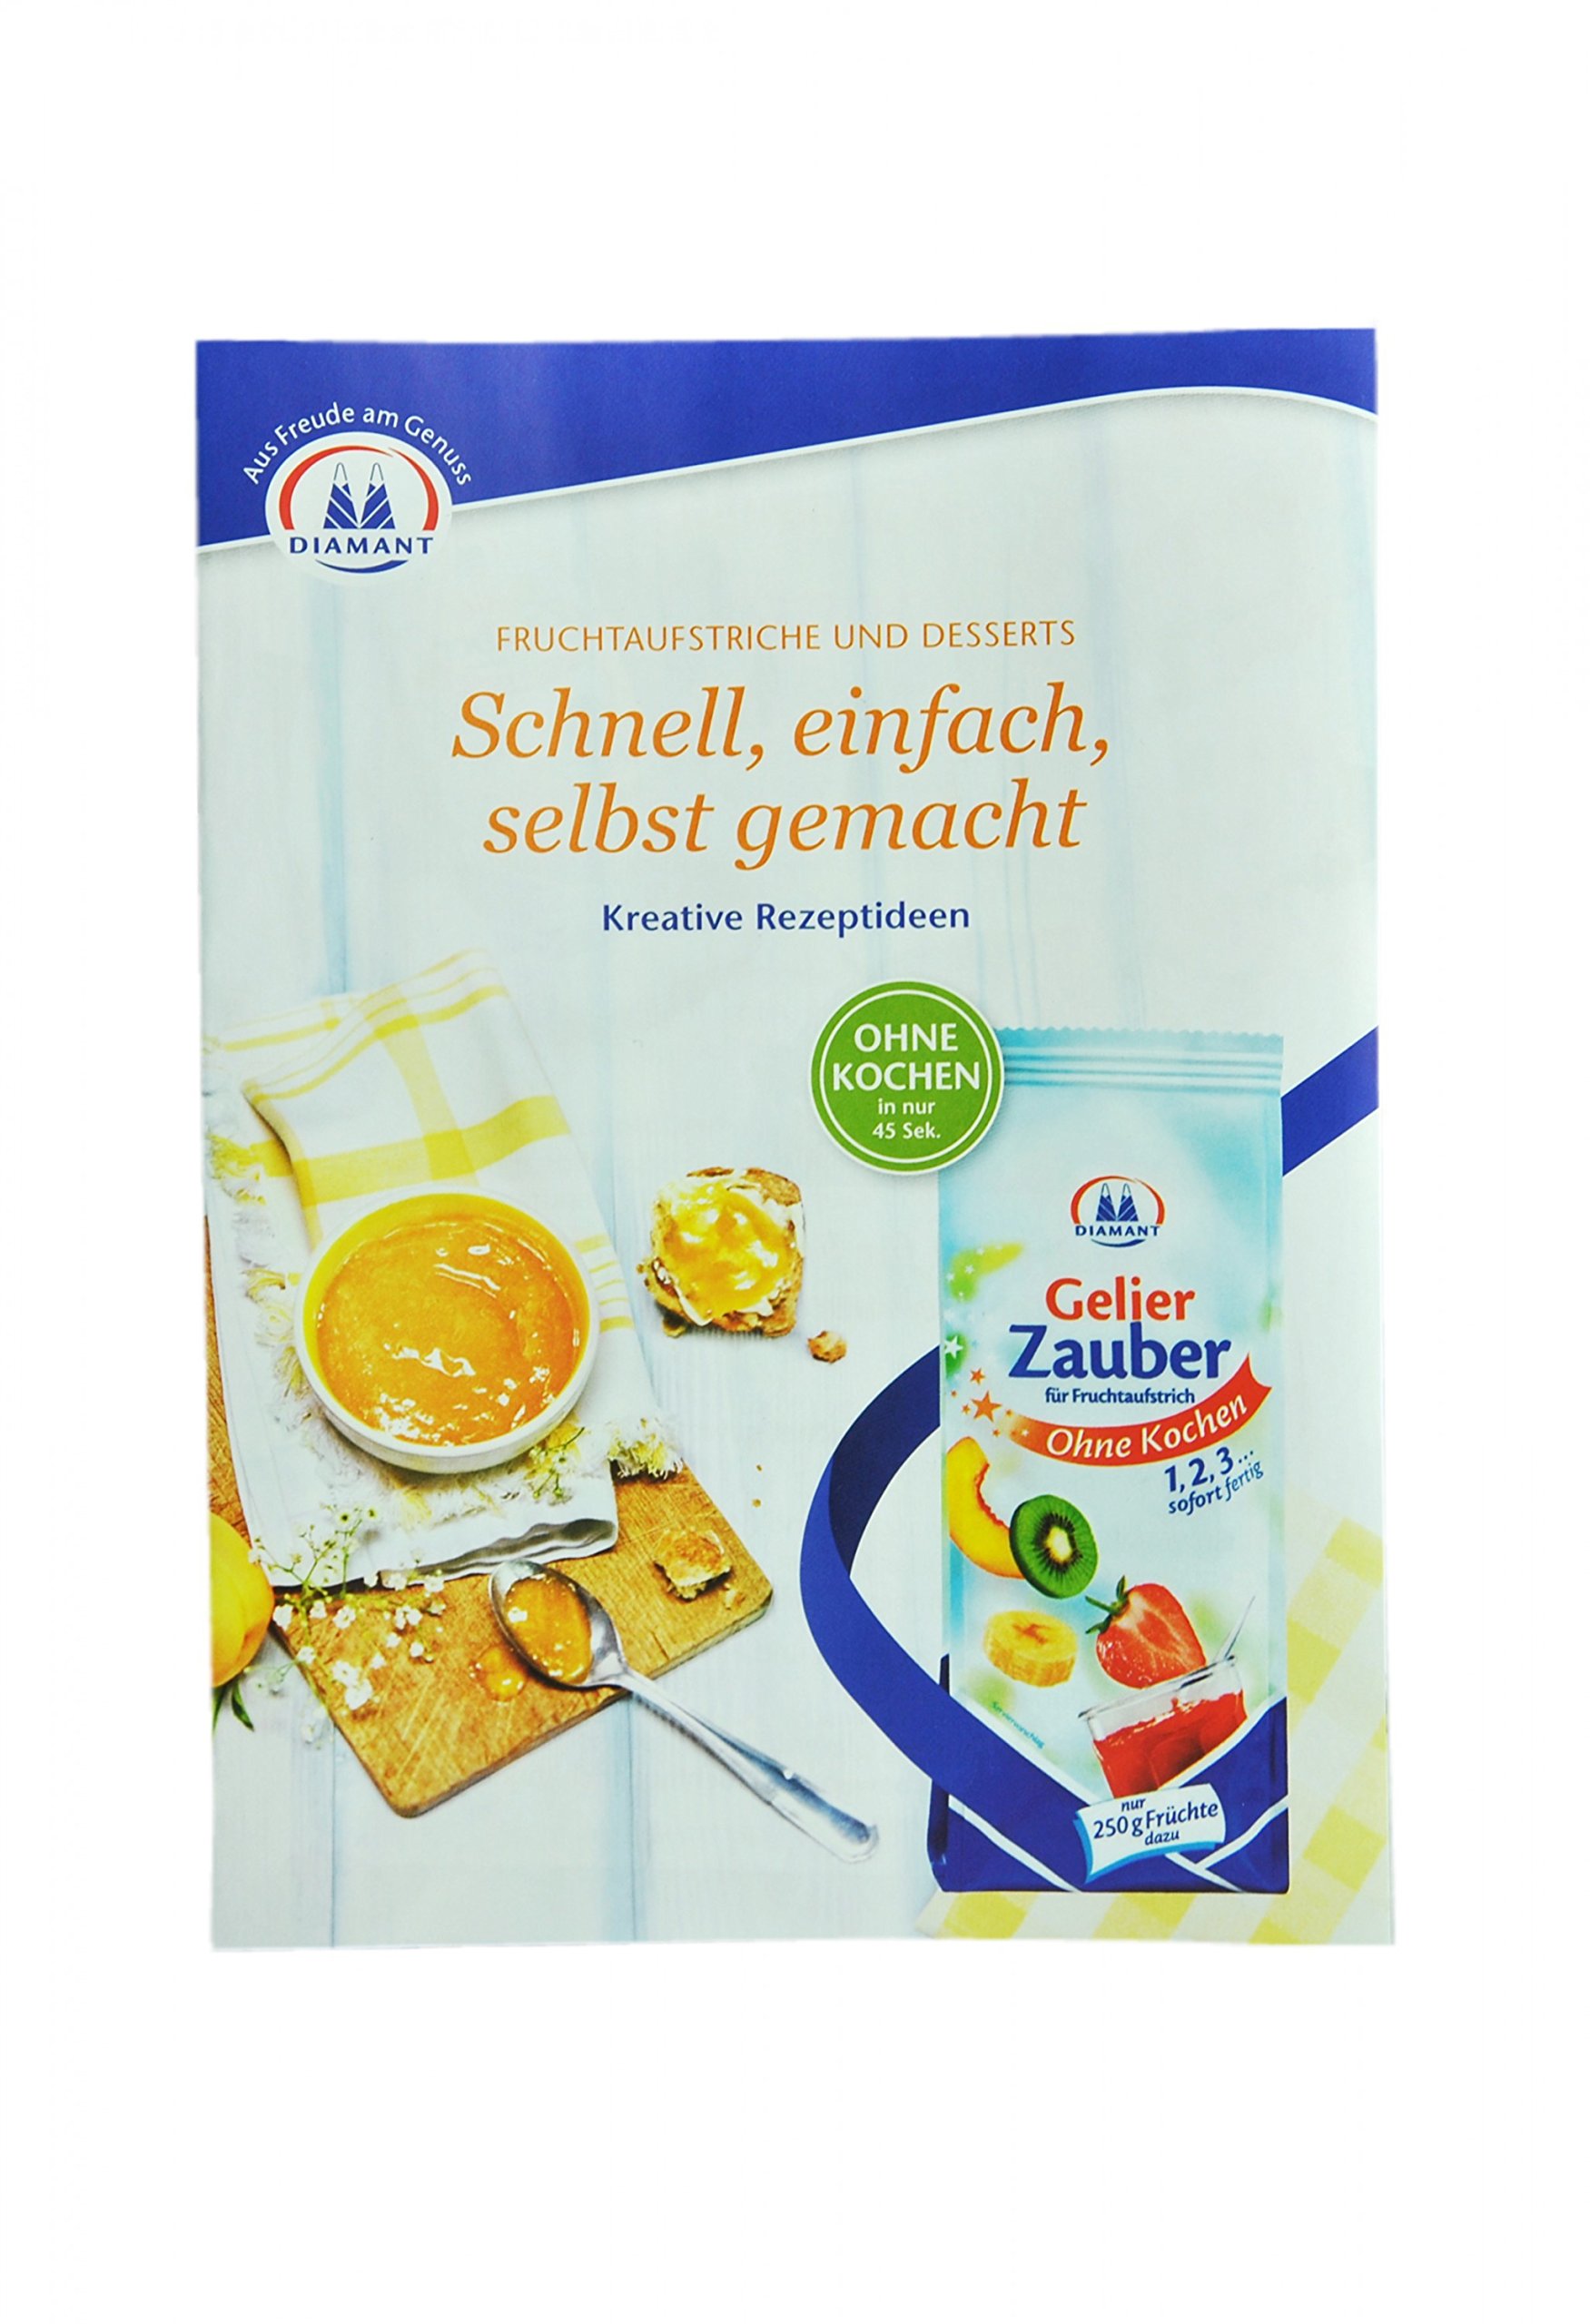 Aus Freude am Genuss
DIAMANT
FRUCHTAUFSTRICHE UND DESSERTS
Schnell, einfach,
selbst gemacht
Kreative Rezeptideen
OHNE
KOCHEN
in nur
45 Sek.
DIAMANT
Gelier
Zauber
für Fruchtaufstrich
Ohne Kochen
1, 2, 3...
sofort fertig
Serviervorschlag
nur
250 g Früchte
dazu